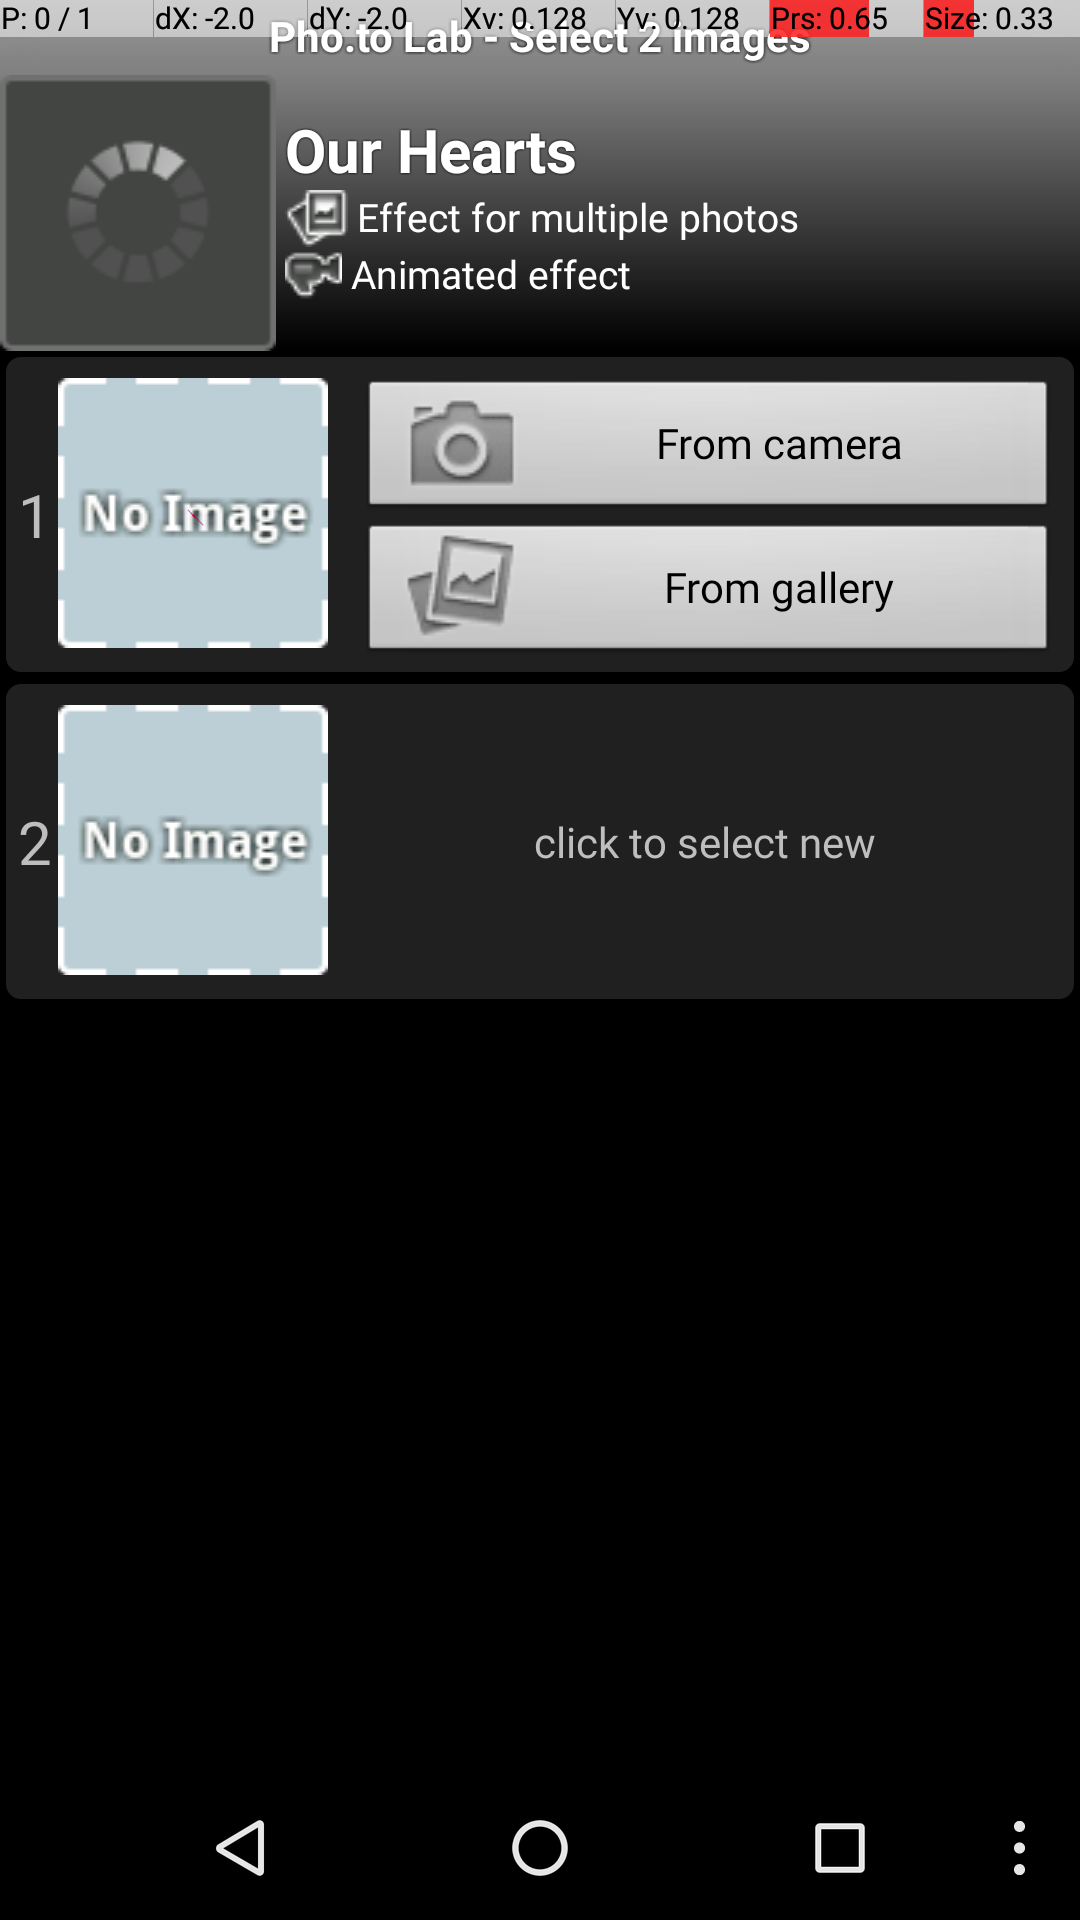 P: 0 / 1 dX: -2.0 dY: -2.0 Xv: 0.128 Yv: 0.128 Prs: 0.65 Size: 0.33
Pho.to Lab - Select 2 images
Our Hearts
Effect for multiple photos
Animated effect
1
No Image
From camera
From gallery
2
No Image
click to select new